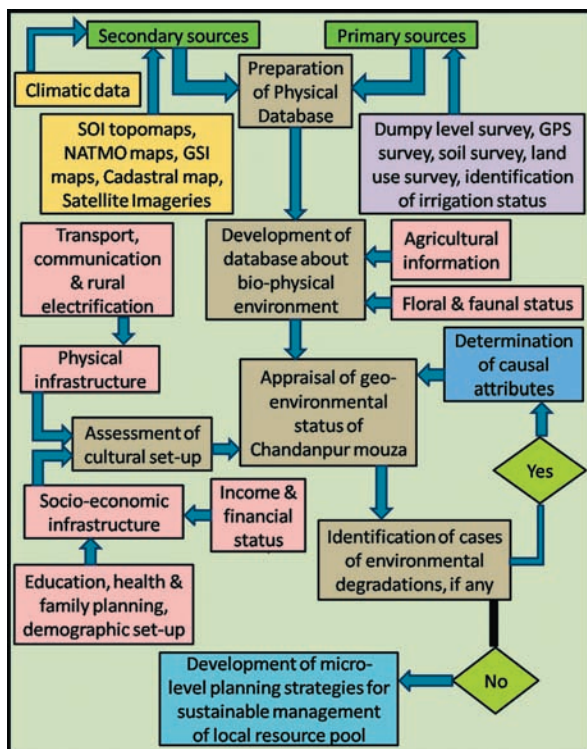 Secondary sources
Primary sources
Climatic data
Preparation
of Physical
Database
SOI topomaps,
NATMO maps, GSI
maps, Cadastral map,
Satellite Imageries
Dumpy level survey, GPS
survey, soil survey, land
use survey, identification
of irrigation status
Transport,
communication
& rural
electrification
Development of
database about
bio-physical
environment
Agricultural
information
Floral & faunal status
Physical
infrastructure
Appraisal of geo-
environmental
status of
Chandanpur mouza
Determination
of causal
attributes
Assessment of
cultural set-up
Yes
Socio-economic
infrastructure
Income &
financial
status
Identification of cases
of environmental
degradations, if any
Education, health &
family planning,
demographic set-up
No
Development of micro-
level planning strategies for
sustainable management
of local resource pool